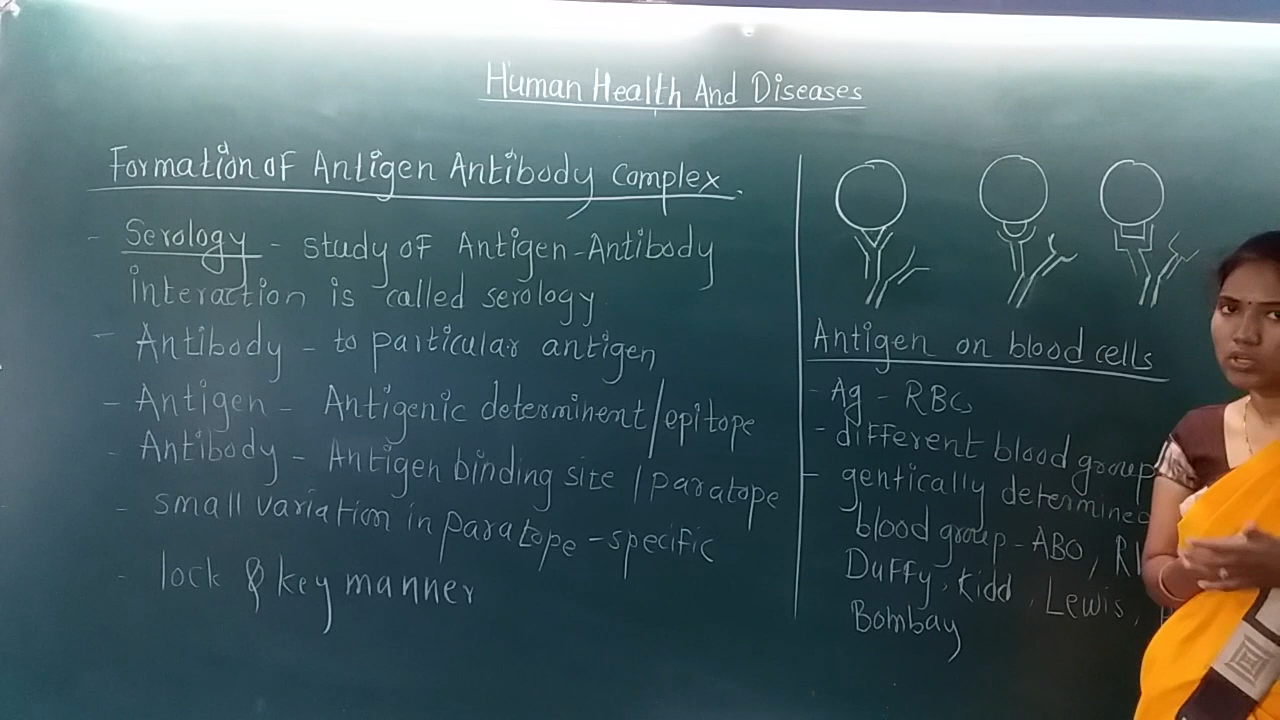 Human Health And Diseases
Formation of Antigen Antibody Complex.
- Serology - study of Antigen-Antibody
interaction is called serology
- Antibody - to particular antigen
- Antigen - Antigenic determinent/epitope
- Antibody - Antigen binding site / paratope
- small variation in paratope - specific
- lock & key manner
Antigen on blood cells
- Ag - RBCs
- different blood group
- gentically determined
blood group - ABO,
Duffy, Kidd, Lewis,
Bombay